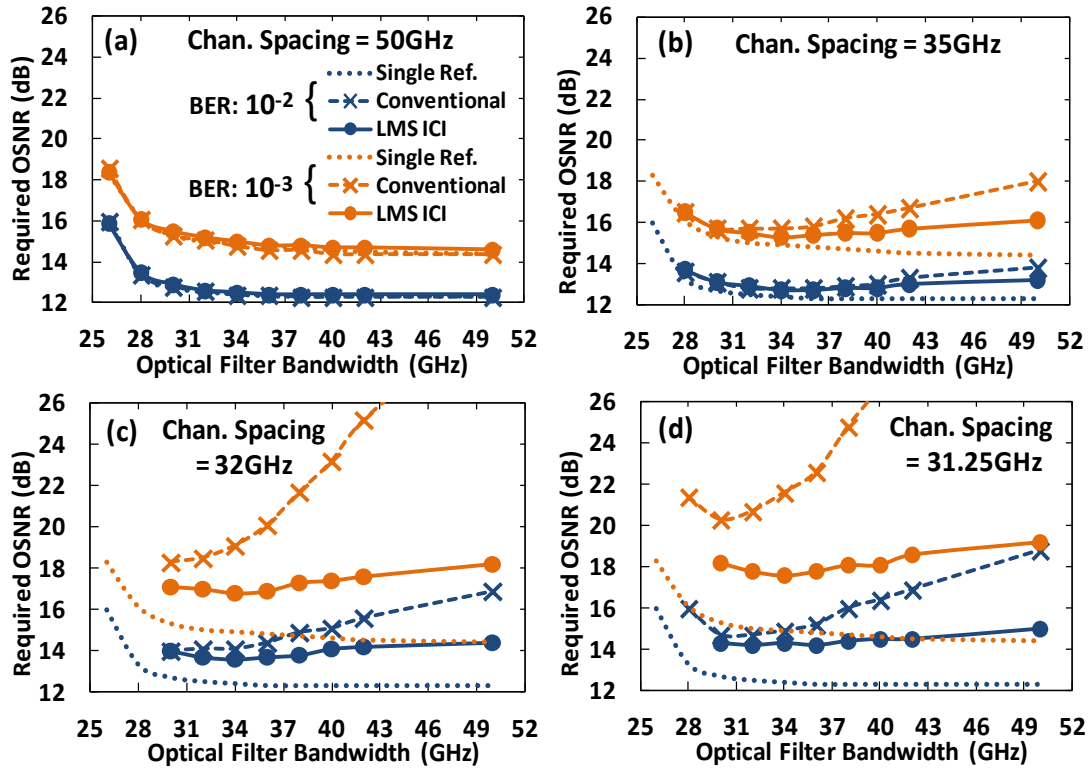 (a) Chan. Spacing = 50GHz
Required OSNR (dB)
26
24
22
20
18
16
14
12
Single Ref.
BER: 10⁻² { Conventional
LMS ICI
Single Ref.
BER: 10⁻³ { Conventional
LMS ICI
25 28 31 34 37 40 43 46 49 52
Optical Filter Bandwidth (GHz)
(b) Chan. Spacing = 35GHz
Required OSNR (dB)
26
24
22
20
18
16
14
12
25 28 31 34 37 40 43 46 49 52
Optical Filter Bandwidth (GHz)
(c) Chan. Spacing
= 32GHz
Required OSNR (dB)
26
24
22
20
18
16
14
12
25 28 31 34 37 40 43 46 49 52
Optical Filter Bandwidth (GHz)
(d) Chan. Spacing
= 31.25GHz
Required OSNR (dB)
26
24
22
20
18
16
14
12
25 28 31 34 37 40 43 46 49 52
Optical Filter Bandwidth (GHz)